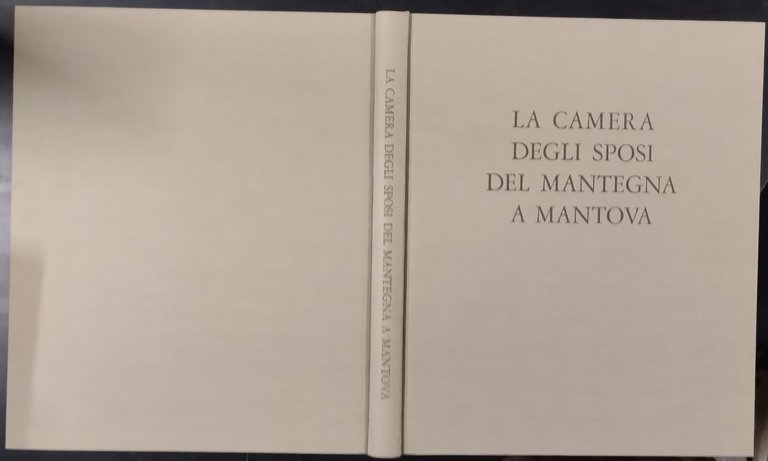 LA CAMERA DEGLI SPOSI DEL MANTEGNA A MANTOVA
LA CAMERA
DEGLI SPOSI
DEL MANTEGNA
A MANTOVA